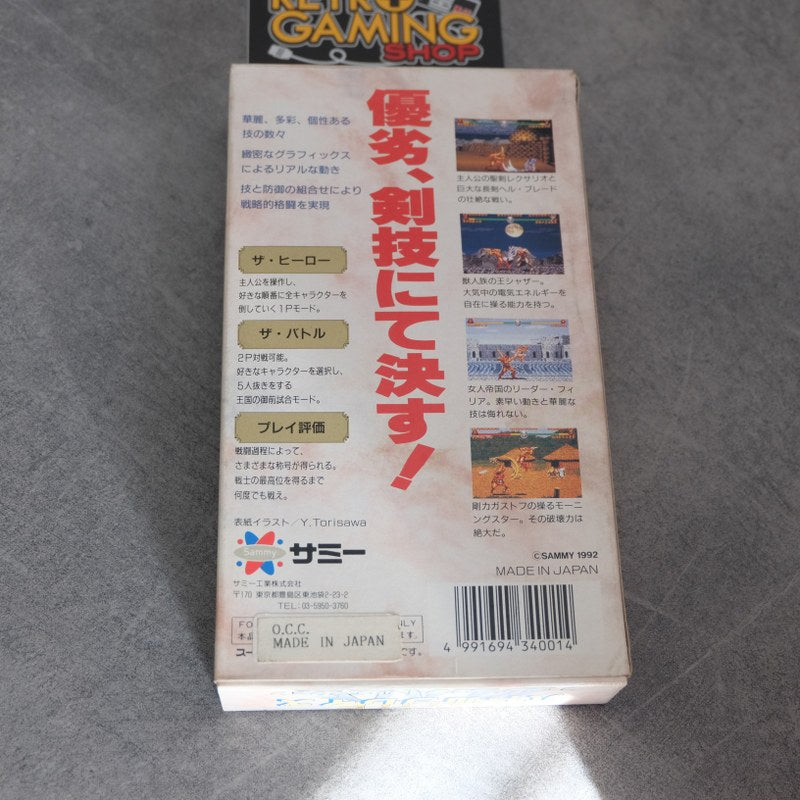 RETRO
GAMING
SHOP
優劣、剣技にて決す!
華麗、多彩、個性ある
技の数々
緻密なグラフィックス
によるリアルな動き
技と防御の組合せにより
戦略的格闘を実現
ザ・ヒーロー
主人公を操作し、
好きな順番に全キャラクターを
倒していく1Pモード。
ザ・バトル
2P対戦可能。
好きなキャラクターを選択し、
5人抜きをする
王国の御前試合モード。
プレイ評価
戦闘過程によって、
さまざまな称号が得られる。
戦士の最高位を得るまで
何度でも戦え。
表紙イラスト/Y.Torisawa
Sammy サミー
サミー工業株式会社
〒170 東京都豊島区東池袋2-23-2
TEL:03-5950-3760
主人公の聖剣レクサリオと
巨大な長剣ヘル・ブレード
の壮絶な戦い。
獣人族の王シャザー。
大気中の電気エネルギーを
自在に操る能力を持つ。
女人帝国のリーダー・フィ
リア。素早い動きと華麗な
技は侮れない。
剛力ガストフの操るモーニ
ングスター。その破壊力は
絶大だ。
©SAMMY 1992
MADE IN JAPAN
O.C.C.
MADE IN JAPAN
4 991694 340014